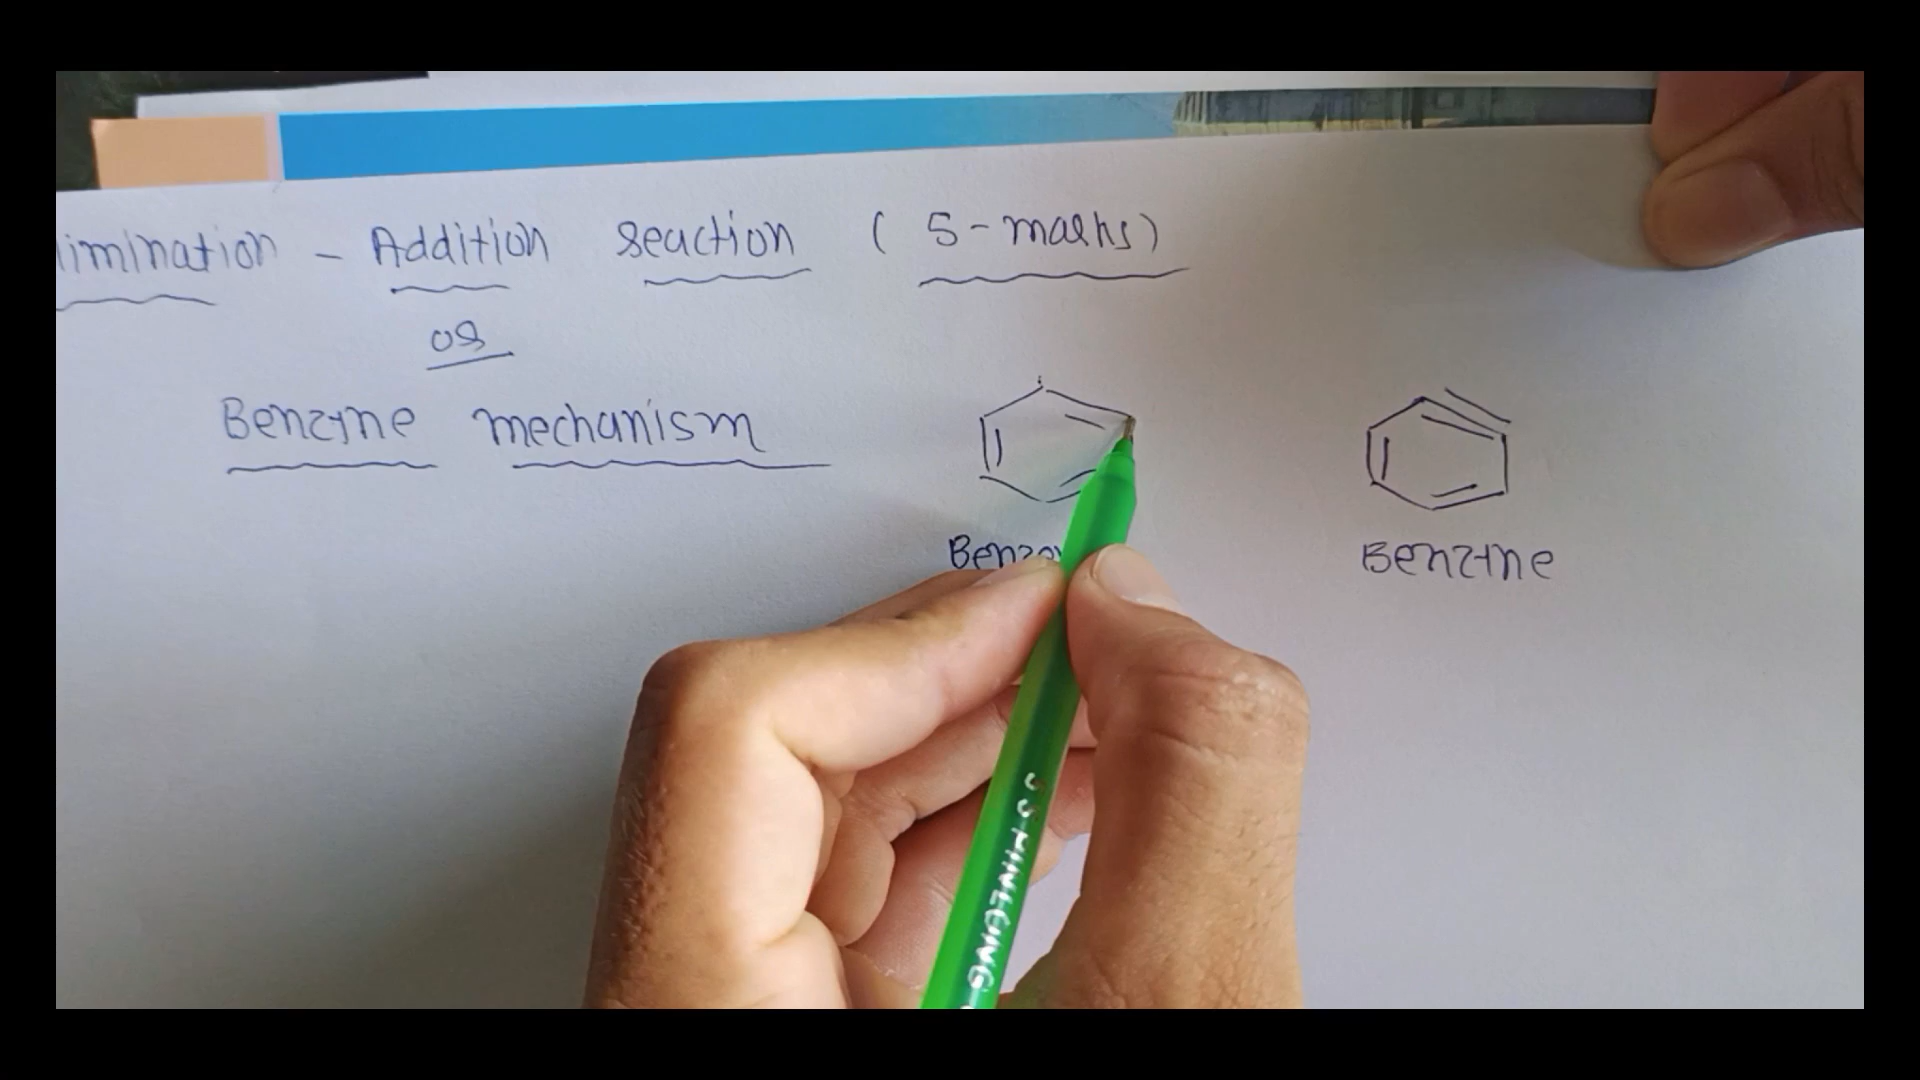 limination - Addition reaction ( 5 - marks)
or
Benzyne mechanism
Benzyne